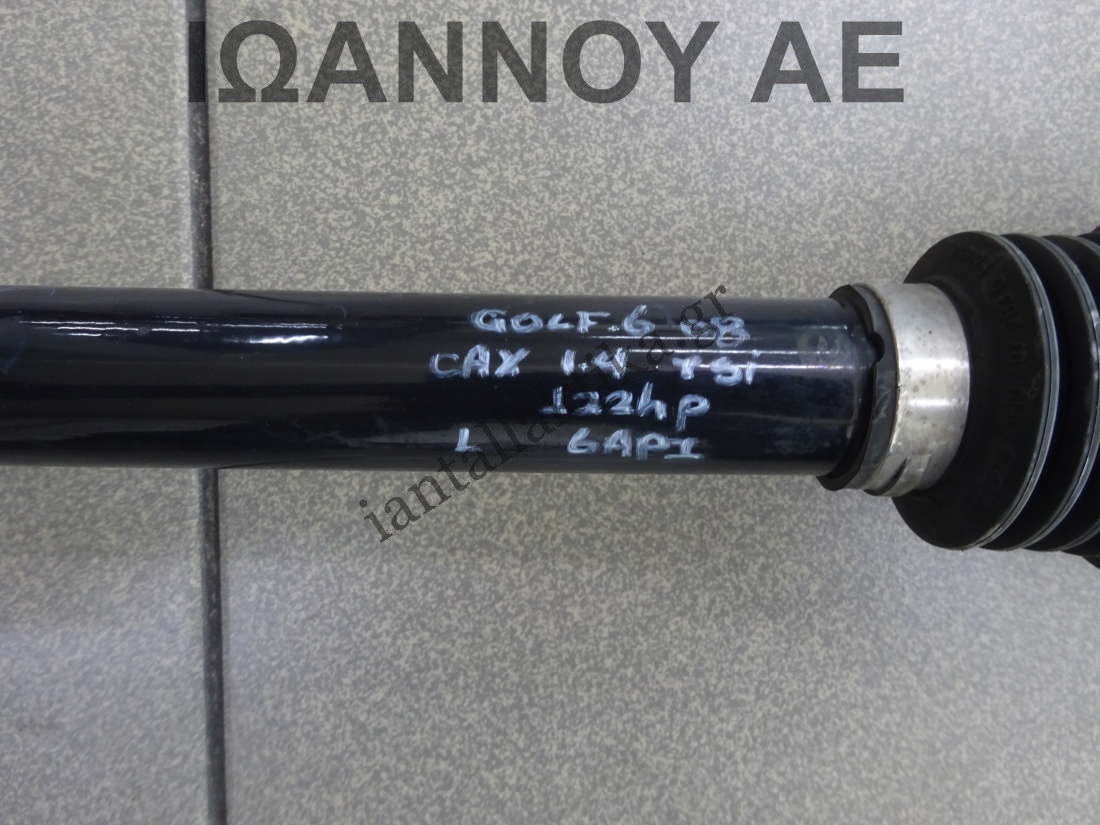 ΙΩΑΝΝΟΥ ΑΕ
GOLF.6 08
CAX 1.4 TSi
122hp
L 6ΑΡΙ
iantallaktika.gr